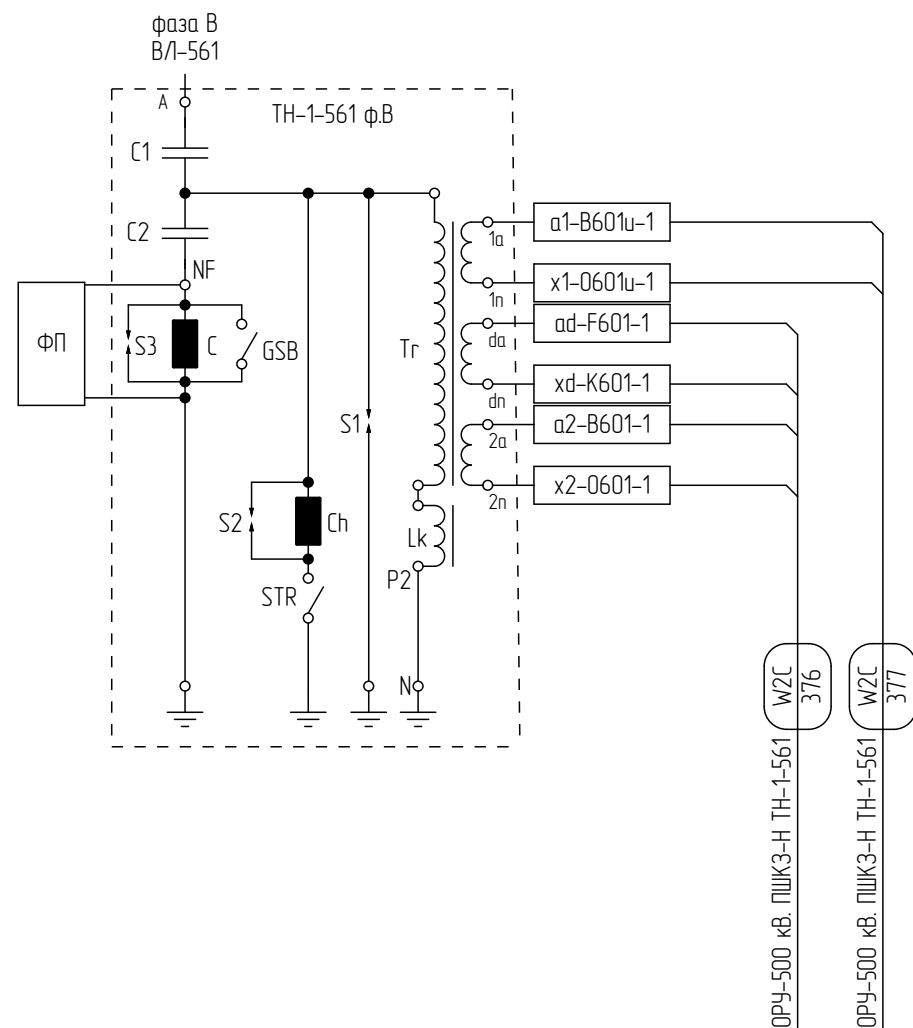 фаза В
ВЛ-561
A
ТН-1-561 ф.В
C1
C2
NF
ФП
S3
C
GSB
S2
Ch
STR
S1
Tr
Lk
P2
N
1a
1n
da
dn
2a
2n
a1-B601u-1
x1-0601u-1
ad-F601-1
xd-K601-1
a2-B601-1
x2-0601-1
W2C
376
W2C
377
ОРУ-500 кВ. ПШКЗ-Н ТН-1-561
ОРУ-500 кВ. ПШКЗ-Н ТН-1-561